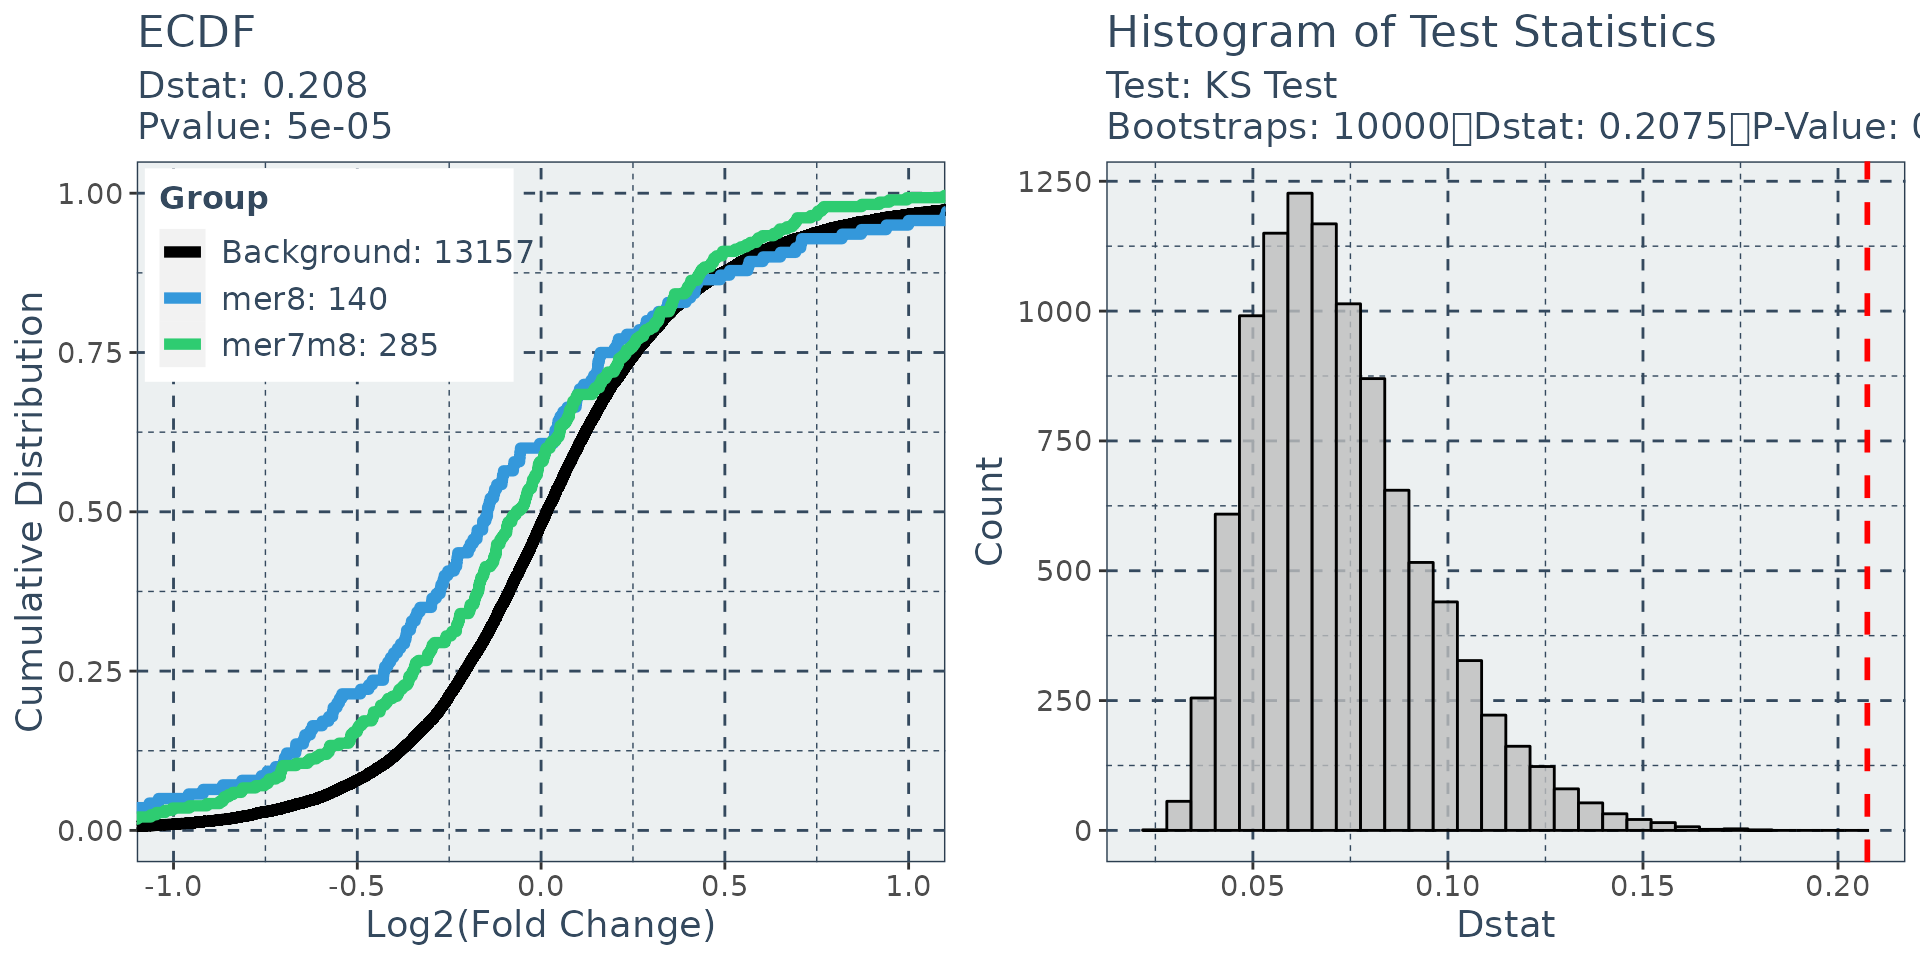 ECDF
Dstat: 0.208
Pvalue: 5e-05
Group
Background: 13157
mer8: 140
mer7m8: 285
1.00
0.75
0.50
0.25
0.00
Cumulative Distribution
-1.0 -0.5 0.0 0.5 1.0
Log2(Fold Change)
Histogram of Test Statistics
Test: KS Test
Bootstraps: 10000▯Dstat: 0.2075▯P-Value:
1250
1000
750
500
250
0
Count
0.05 0.10 0.15 0.20
Dstat